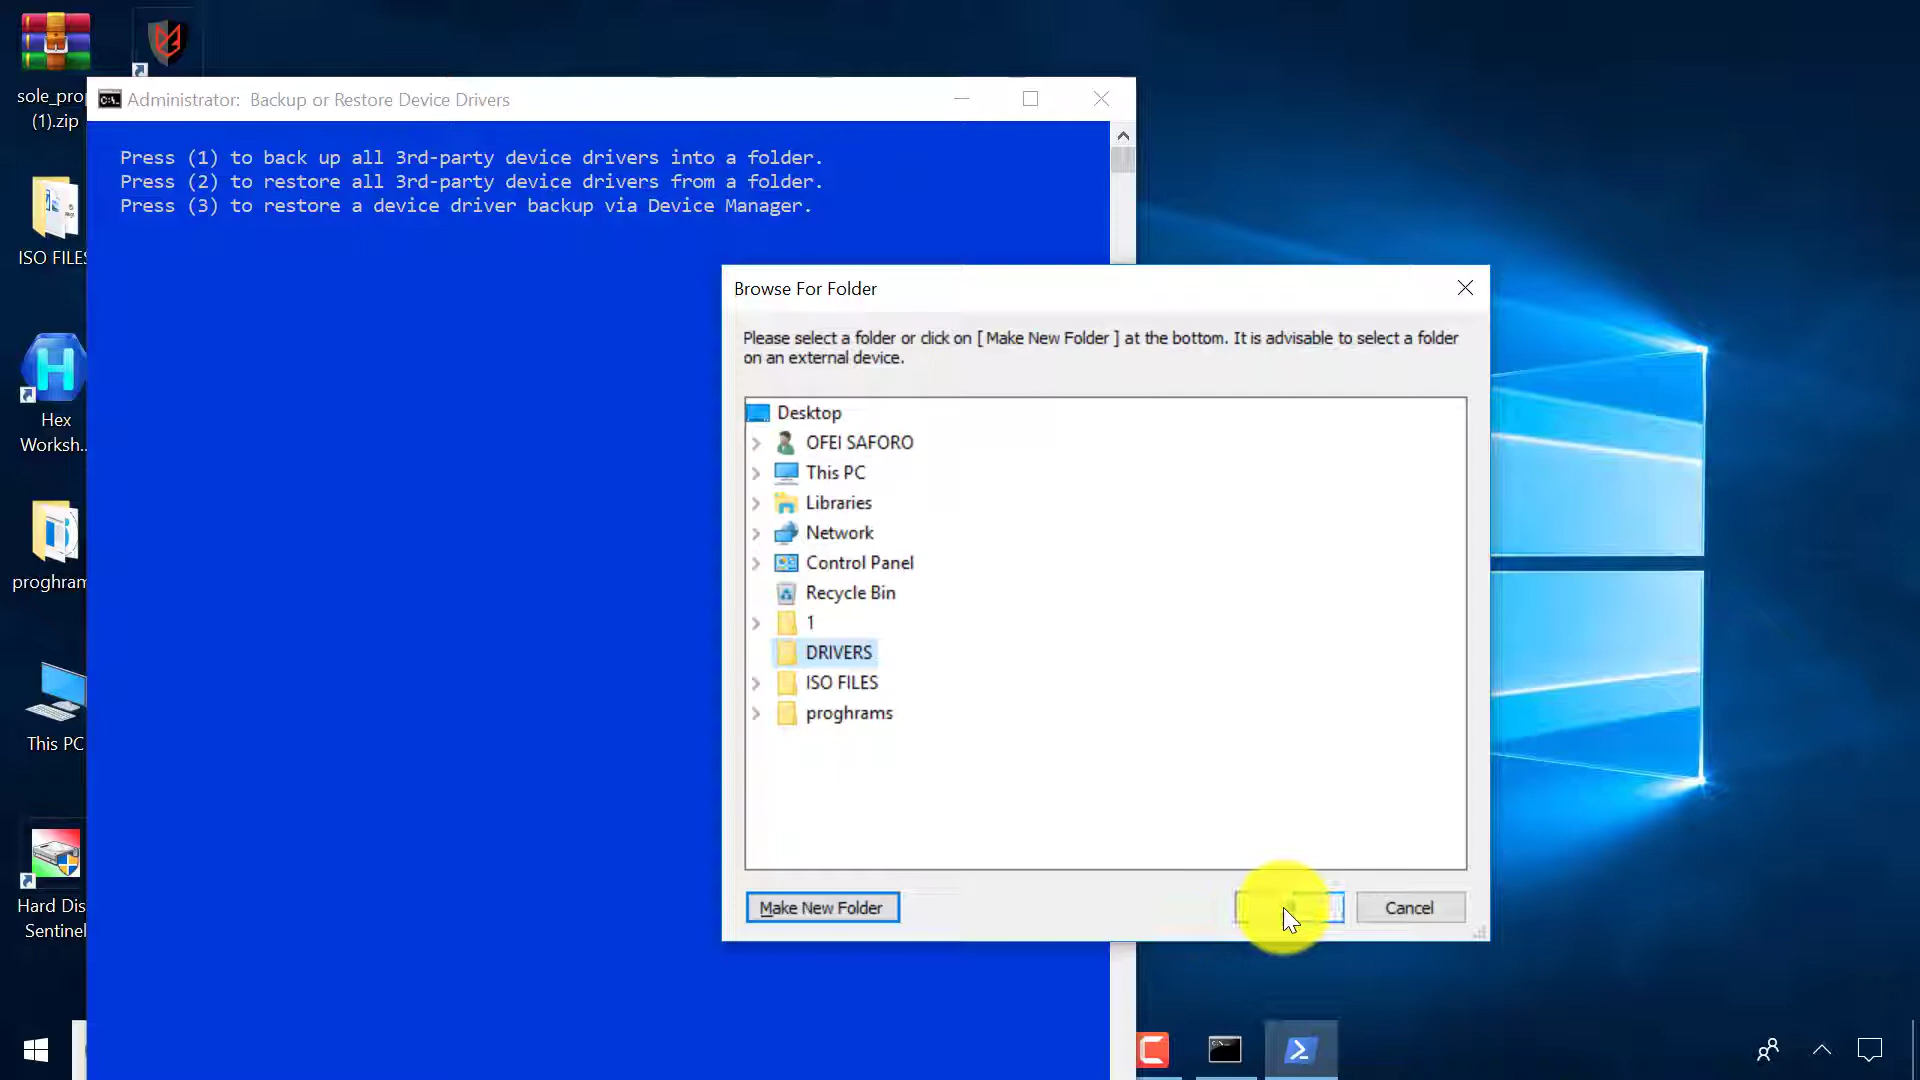 sole_prop
(1).zip
Administrator:  Backup or Restore Device Drivers
Press (1) to back up all 3rd-party device drivers into a folder.
Press (2) to restore all 3rd-party device drivers from a folder.
Press (3) to restore a device driver backup via Device Manager.
ISO FILES
Hex
Worksh...
proghram
This PC
Hard Dis
Sentinel
Browse For Folder
Please select a folder or click on [ Make New Folder ] at the bottom. It is advisable to select a folder
on an external device.
Desktop
OFEI SAFORO
This PC
Libraries
Network
Control Panel
Recycle Bin
1
DRIVERS
ISO FILES
proghrams
Make New Folder
Cancel